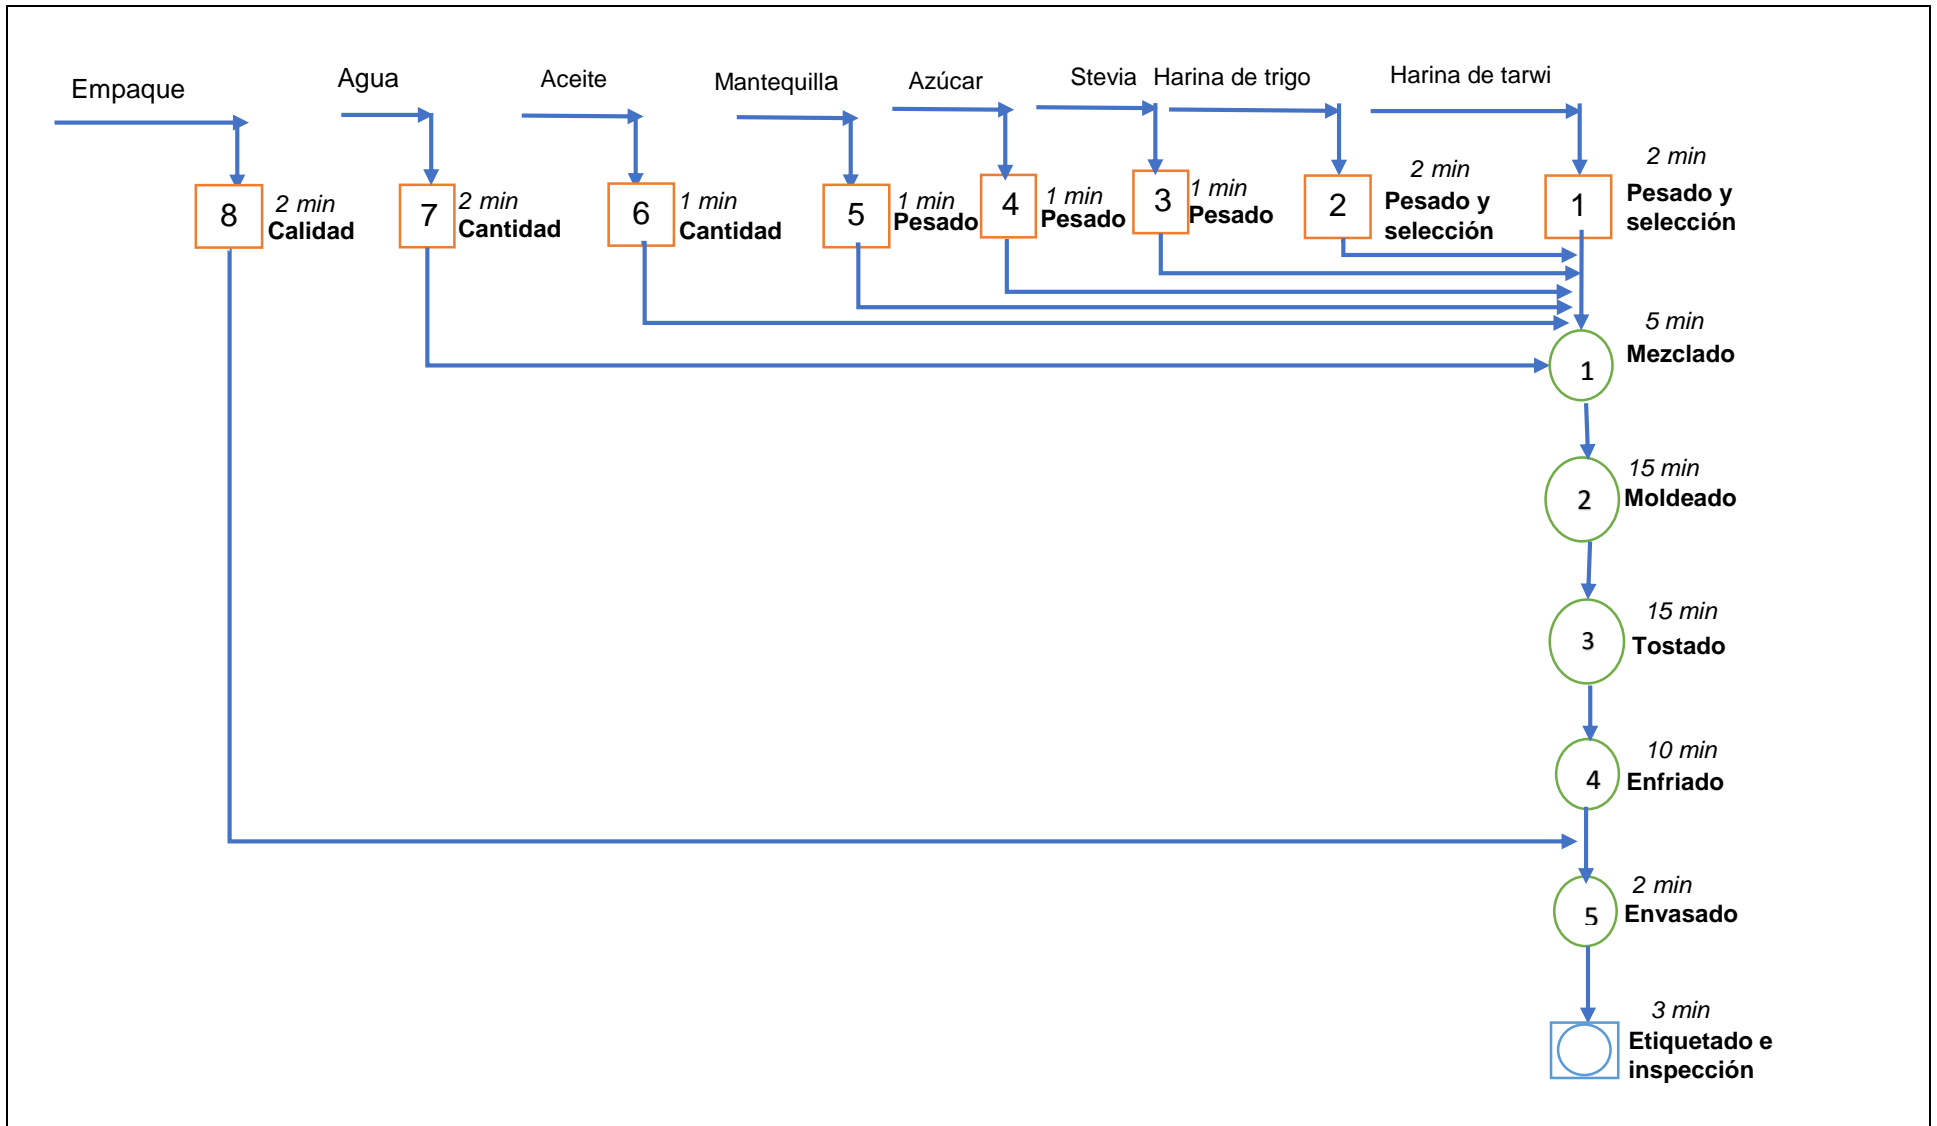 Empaque
Agua
Aceite
Mantequilla
Azúcar
Stevia
Harina de trigo
Harina de tarwi
8
2 min
Calidad
7
2 min
Cantidad
6
1 min
Cantidad
5
1 min
Pesado
4
1 min
Pesado
3
1 min
Pesado
2
2 min
Pesado y
selección
1
2 min
Pesado y
selección
5 min
Mezclado
1
15 min
Moldeado
2
15 min
Tostado
3
10 min
Enfriado
4
2 min
Envasado
5
3 min
Etiquetado e
inspección